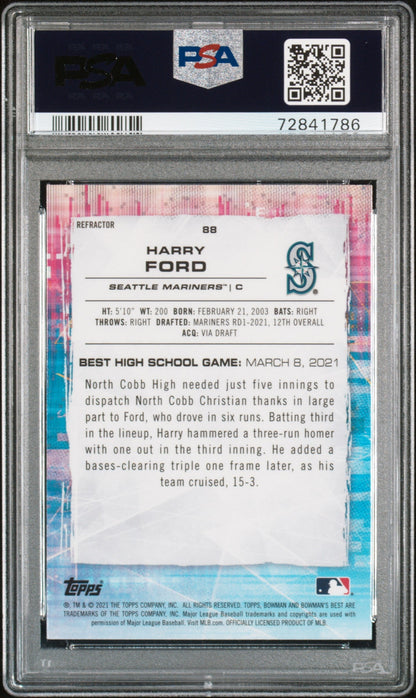 PSA
PSA
72841786
REFRACTOR
88
HARRY
FORD
SEATTLE MARINERS™ | C
S
HT: 5'10" WT: 200 BORN: FEBRUARY 21, 2003 BATS: RIGHT
THROWS: RIGHT DRAFTED: MARINERS RD1-2021, 12TH OVERALL
ACQ: VIA DRAFT
BEST HIGH SCHOOL GAME: MARCH 8, 2021
North Cobb High needed just five innings to
dispatch North Cobb Christian thanks in large
part to Ford, who drove in six runs. Batting third
in the lineup, Harry hammered a three-run homer
with one out in the third inning. He added a
bases-clearing triple one frame later, as his
team cruised, 15-3.
Topps
®, TM & © 2021 THE TOPPS COMPANY, INC. ALL RIGHTS RESERVED. TOPPS, BOWMAN AND BOWMAN'S BEST ARE
TRADEMARKS OF THE TOPPS COMPANY, INC. Major League Baseball trademarks and copyrights are used with
permission of Major League Baseball. Visit MLB.com. OFFICIALLY LICENSED PRODUCT OF MLB.
PSA